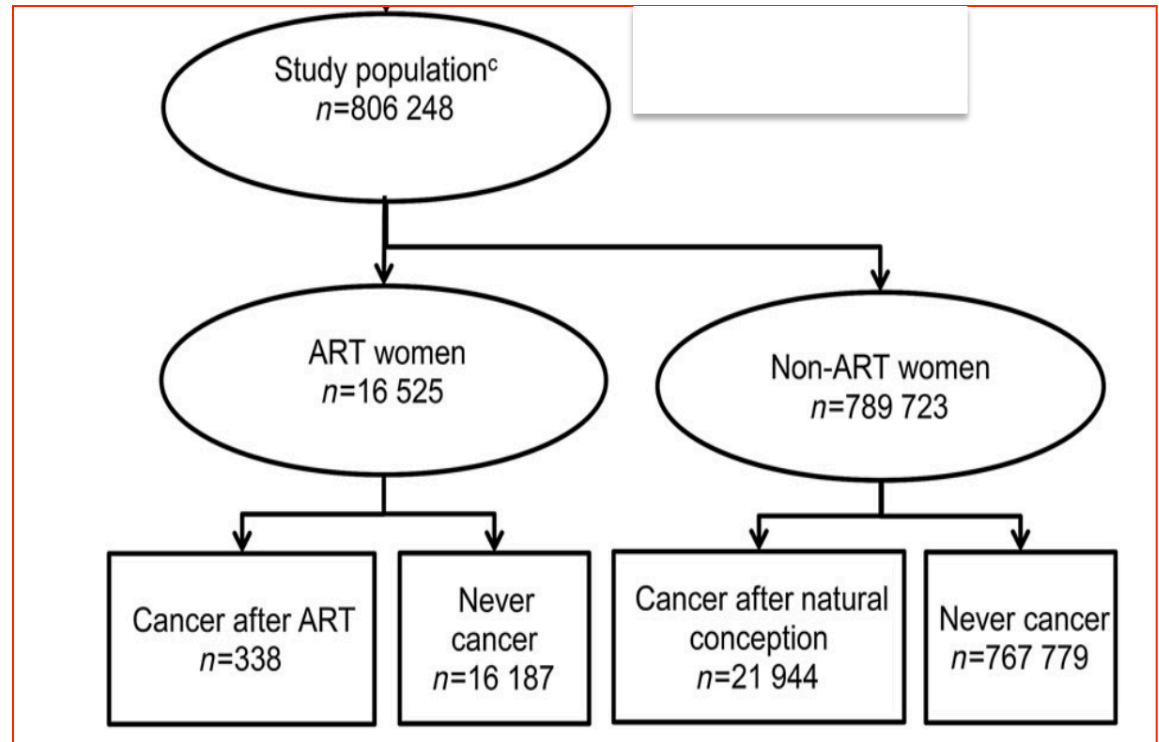 Study populationᶜ
n=806 248
ART women
n=16 525
Non-ART women
n=789 723
Cancer after ART
n=338
Never
cancer
n=16 187
Cancer after natural
conception
n=21 944
Never cancer
n=767 779